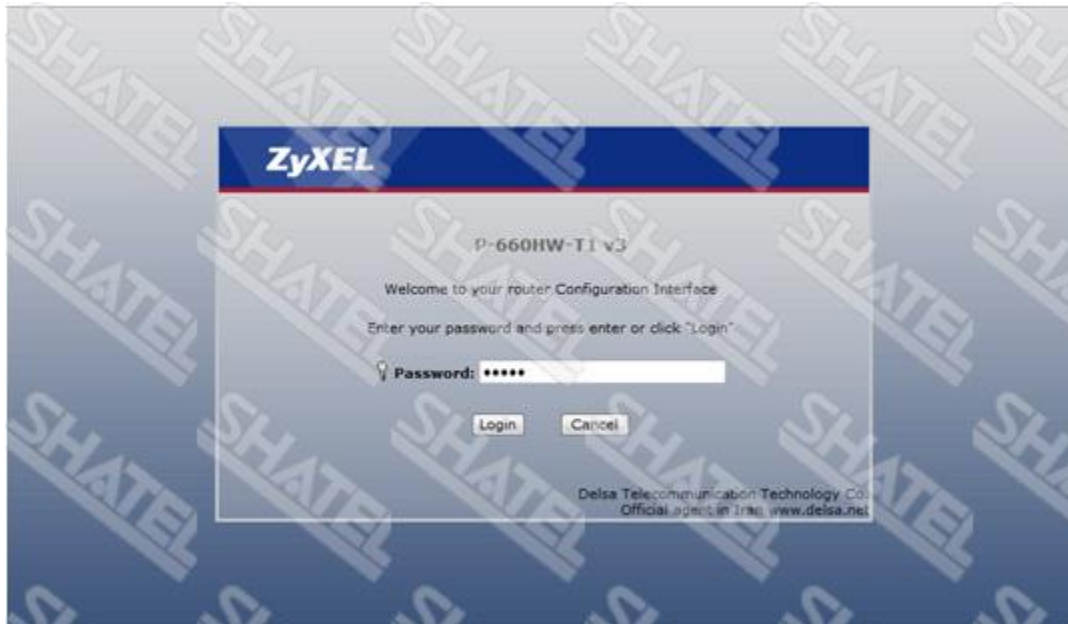 ZyXEL
P-660HW-T1 v3
Welcome to your router Configuration Interface
Enter your password and press enter or click "Login"
Password: •••••
Login Cancel
Delsa Telecommunication Technology Co.
Official agent in Iran www.delsa.net
SHATEL